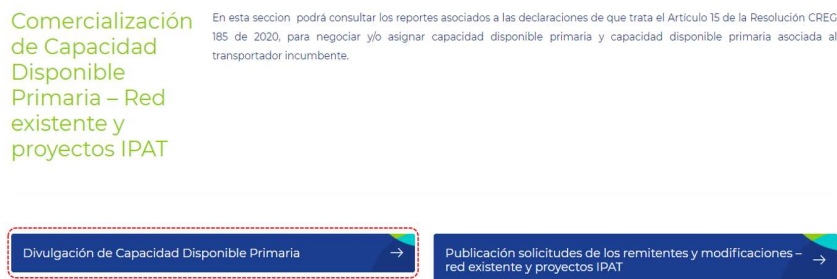 Comercialización
de Capacidad
Disponible
Primaria – Red
existente y
proyectos IPAT
En esta seccion podrá consultar los reportes asociados a las declaraciones de que trata el Artículo 15 de la Resolución CREG
185 de 2020, para negociar y/o asignar capacidad disponible primaria y capacidad disponible primaria asociada al
transportador incumbente.
Divulgación de Capacidad Disponible Primaria →
Publicación solicitudes de los remitentes y modificaciones – →
red existente y proyectos IPAT